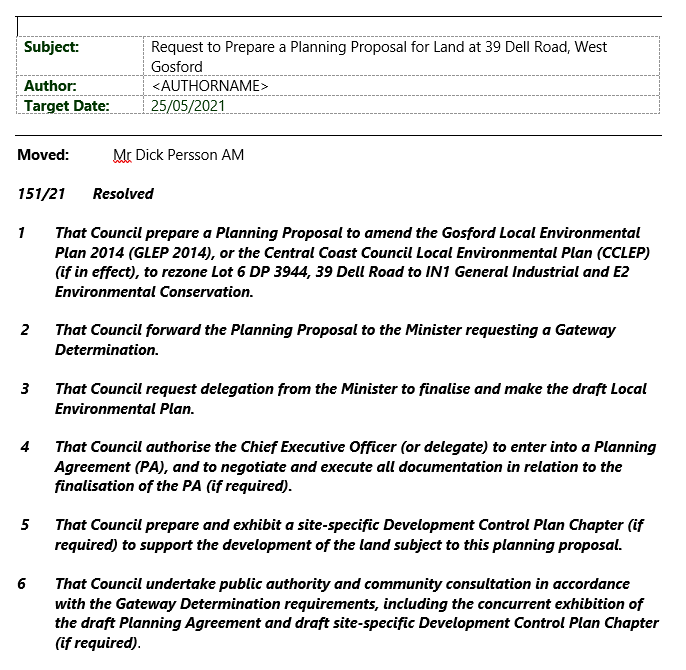 Subject: Request to Prepare a Planning Proposal for Land at 39 Dell Road, West
Gosford
Author: <AUTHORNAME>
Target Date: 25/05/2021
Moved: Mr Dick Persson AM
151/21 Resolved
1 That Council prepare a Planning Proposal to amend the Gosford Local Environmental
Plan 2014 (GLEP 2014), or the Central Coast Council Local Environmental Plan (CCLEP)
(if in effect), to rezone Lot 6 DP 3944, 39 Dell Road to IN1 General Industrial and E2
Environmental Conservation.
2 That Council forward the Planning Proposal to the Minister requesting a Gateway
Determination.
3 That Council request delegation from the Minister to finalise and make the draft Local
Environmental Plan.
4 That Council authorise the Chief Executive Officer (or delegate) to enter into a Planning
Agreement (PA), and to negotiate and execute all documentation in relation to the
finalisation of the PA (if required).
5 That Council prepare and exhibit a site-specific Development Control Plan Chapter (if
required) to support the development of the land subject to this planning proposal.
6 That Council undertake public authority and community consultation in accordance
with the Gateway Determination requirements, including the concurrent exhibition of
the draft Planning Agreement and draft site-specific Development Control Plan Chapter
(if required).